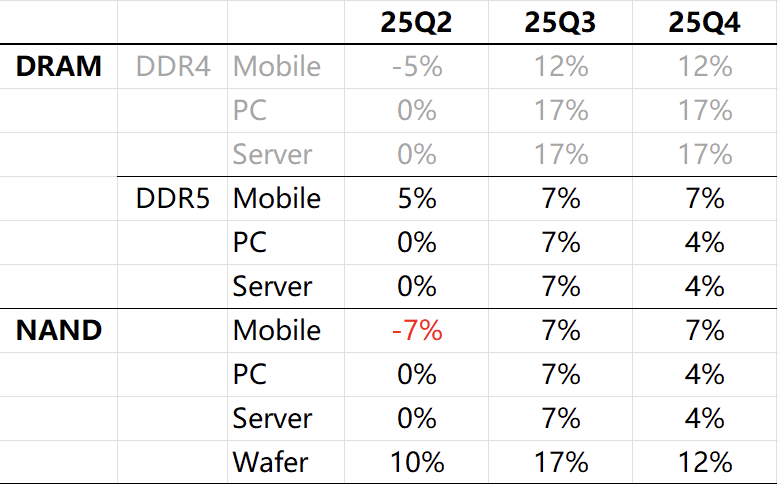 25Q2 25Q3 25Q4
DRAM DDR4 Mobile -5% 12% 12%
PC 0% 17% 17%
Server 0% 17% 17%
DDR5 Mobile 5% 7% 7%
PC 0% 7% 4%
Server 0% 7% 4%
NAND Mobile -7% 7% 7%
PC 0% 7% 4%
Server 0% 7% 4%
Wafer 10% 17% 12%